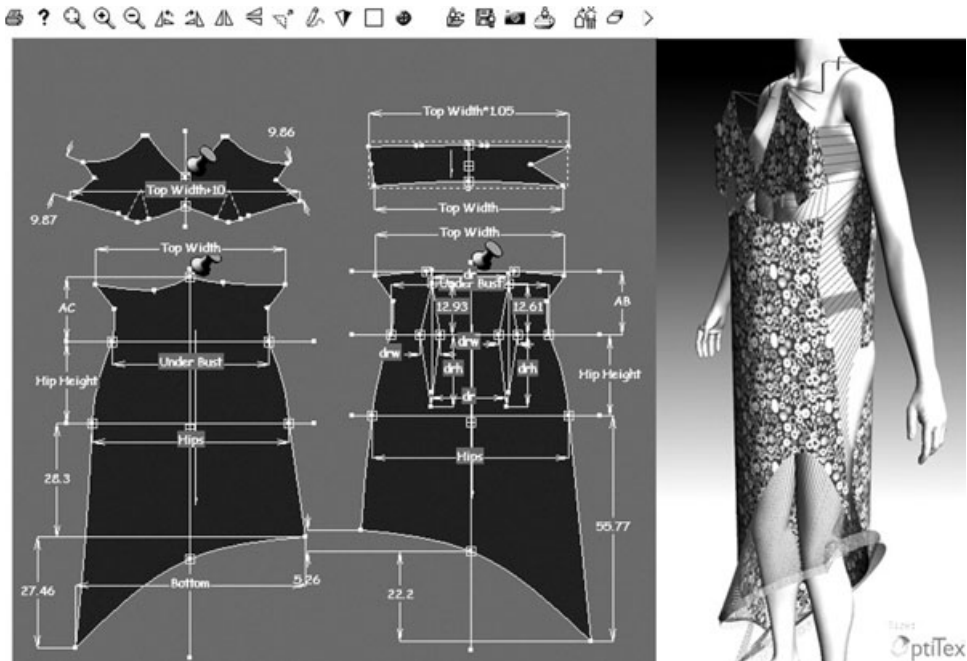 ?
Top Width*1.05
9.86
Top Width+10
9.87
Top Width
Top Width
Top Width
dr
Under Bust
AC
12.93
12.61
AB
drw
drw
Under Bust
drh
drh
Hip Height
Hip Height
dr
Hips
Hips
28.3
55.77
27.46
Bottom
5.26
22.2
OptiTex